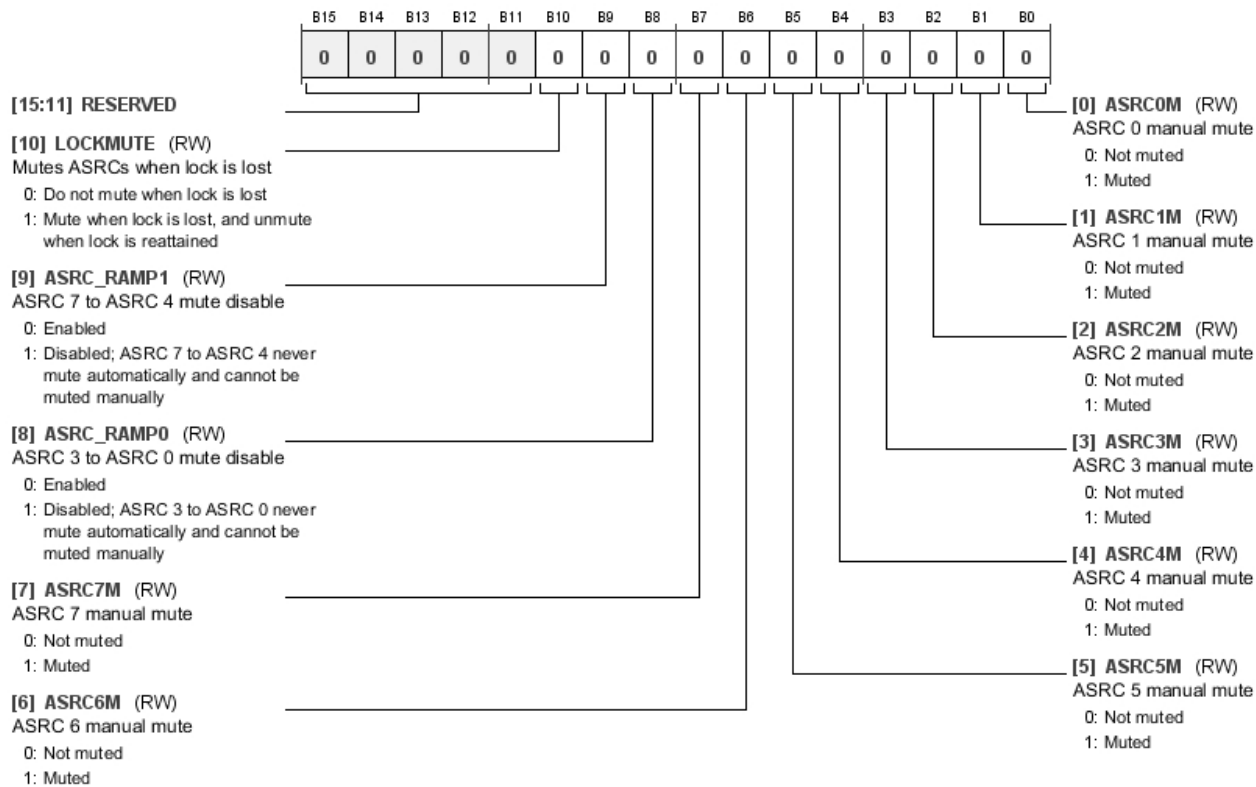 B15 B14 B13 B12 B11 B10 B9 B8 B7 B6 B5 B4 B3 B2 B1 B0
0 0 0 0 0 0 0 0 0 0 0 0 0 0 0 0
[15:11] RESERVED
[10] LOCKMUTE (RW)
Mutes ASRCs when lock is lost
0: Do not mute when lock is lost
1: Mute when lock is lost, and unmute
when lock is reattained
[9] ASRC_RAMP1 (RW)
ASRC 7 to ASRC 4 mute disable
0: Enabled
1: Disabled; ASRC 7 to ASRC 4 never
mute automatically and cannot be
muted manually
[8] ASRC_RAMP0 (RW)
ASRC 3 to ASRC 0 mute disable
0: Enabled
1: Disabled; ASRC 3 to ASRC 0 never
mute automatically and cannot be
muted manually
[7] ASRC7M (RW)
ASRC 7 manual mute
0: Not muted
1: Muted
[6] ASRC6M (RW)
ASRC 6 manual mute
0: Not muted
1: Muted
[0] ASRC0M (RW)
ASRC 0 manual mute
0: Not muted
1: Muted
[1] ASRC1M (RW)
ASRC 1 manual mute
0: Not muted
1: Muted
[2] ASRC2M (RW)
ASRC 2 manual mute
0: Not muted
1: Muted
[3] ASRC3M (RW)
ASRC 3 manual mute
0: Not muted
1: Muted
[4] ASRC4M (RW)
ASRC 4 manual mute
0: Not muted
1: Muted
[5] ASRC5M (RW)
ASRC 5 manual mute
0: Not muted
1: Muted